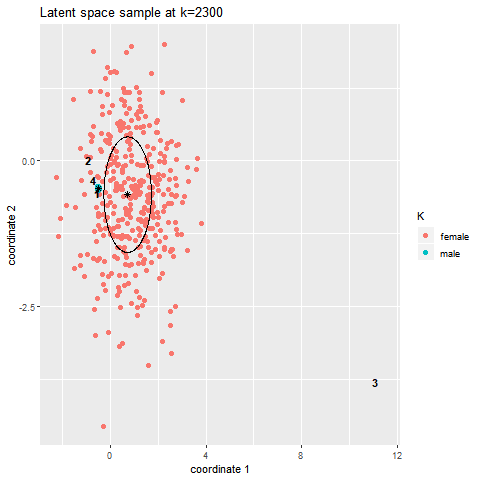 Latent space sample at k=2300
0.0
-2.5
coordinate 2
2
4
1
3
0
4
8
12
coordinate 1
K
female
male